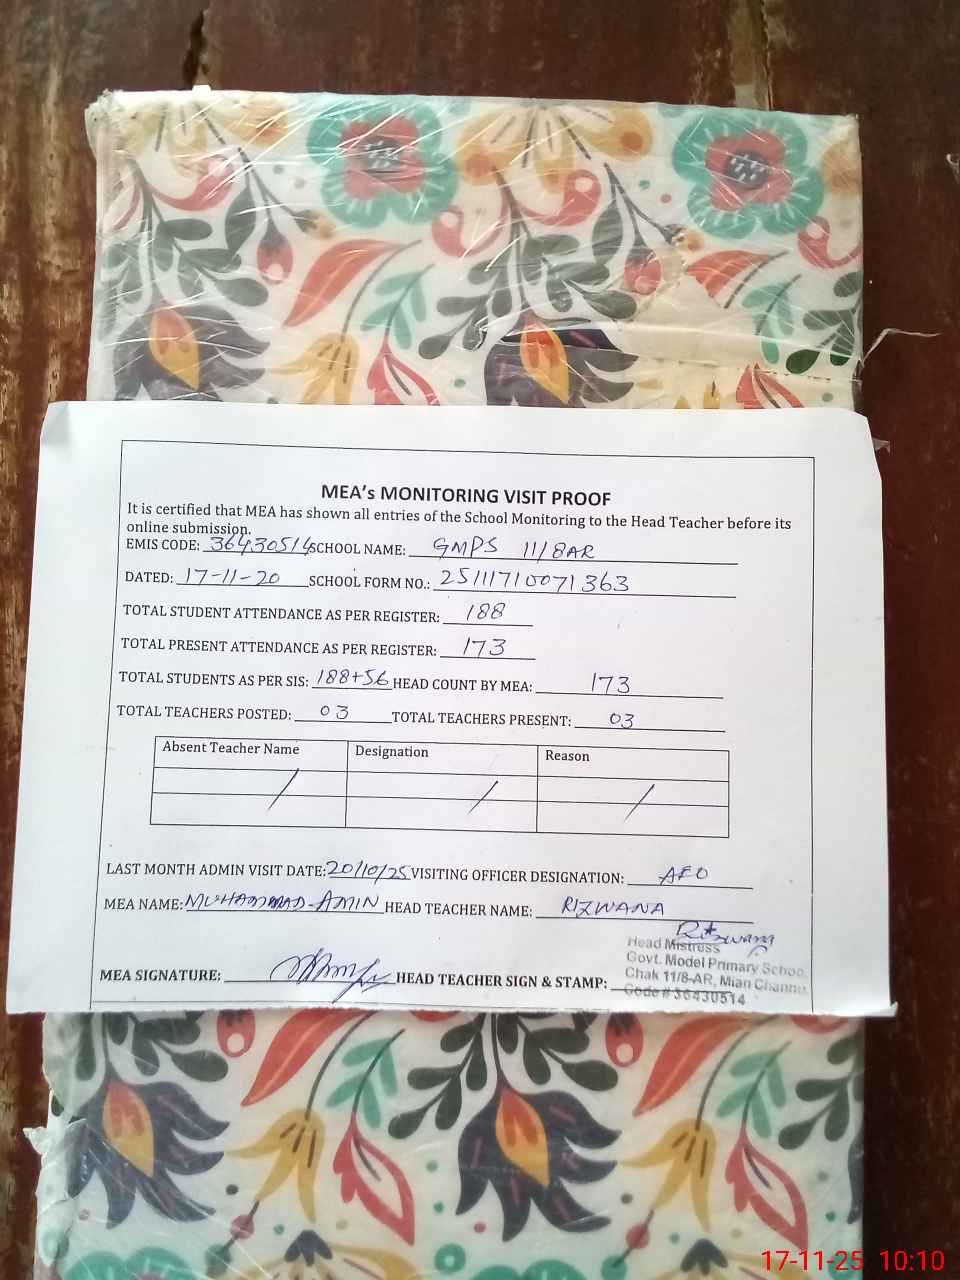 MEA's MONITORING VISIT PROOF
It is certified that MEA has shown all entries of the School Monitoring to the Head Teacher before its
online submission.
EMIS CODE: 36430514 SCHOOL NAME: GMPS 11/8AR
DATED: 17-11-20 SCHOOL FORM NO.: 25111710071363
TOTAL STUDENT ATTENDANCE AS PER REGISTER: 188
TOTAL PRESENT ATTENDANCE AS PER REGISTER: 173
TOTAL STUDENTS AS PER SIS: 188+56 HEAD COUNT BY MEA: 173
TOTAL TEACHERS POSTED: 03 TOTAL TEACHERS PRESENT: 03
Absent Teacher Name Designation Reason
/ / /
LAST MONTH ADMIN VISIT DATE: 20/10/25 VISITING OFFICER DESIGNATION: AEO
MEA NAME: MUHAMMAD-AMIN HEAD TEACHER NAME: RIZWANA
Rizwana
Head Mistress
Govt. Model Primary Schoo
Chak 11/8-AR, Mian Channu.
MEA SIGNATURE: HEAD TEACHER SIGN & STAMP:
Code # 36430514
17-11-25 10:10